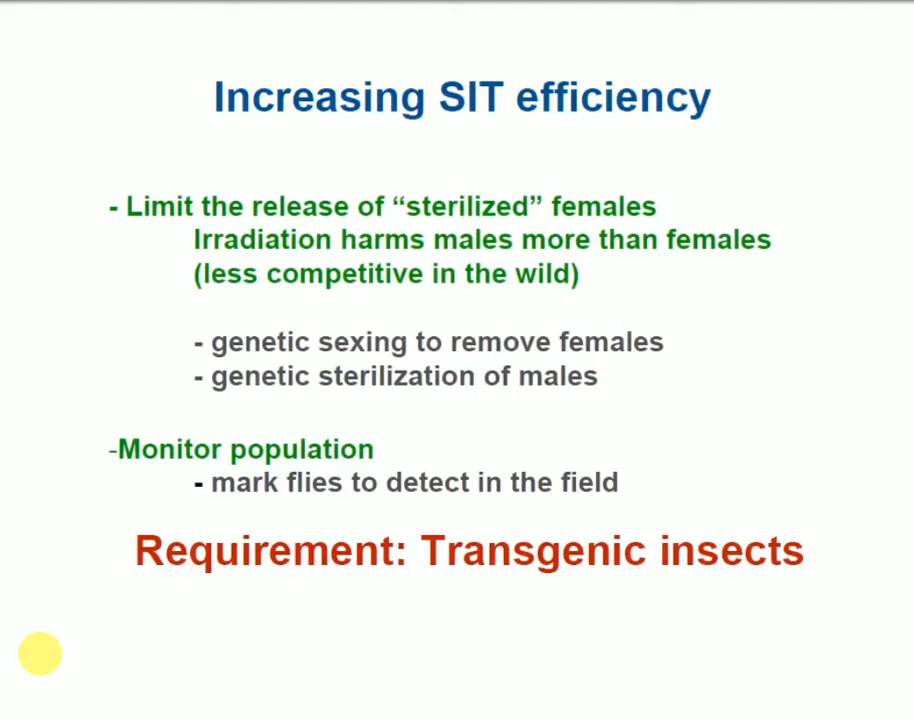 Increasing SIT efficiency
- Limit the release of “sterilized” females
Irradiation harms males more than females
(less competitive in the wild)
- genetic sexing to remove females
- genetic sterilization of males
-Monitor population
- mark flies to detect in the field
Requirement: Transgenic insects